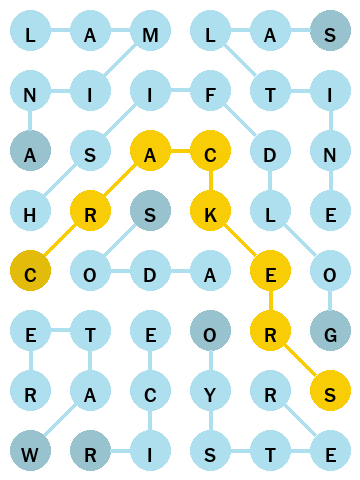 L A M L A S
N I I F T I
A S A C D N
H R S K L E
C O D A E O
E T E O R G
R A C Y R S
W R I S T E